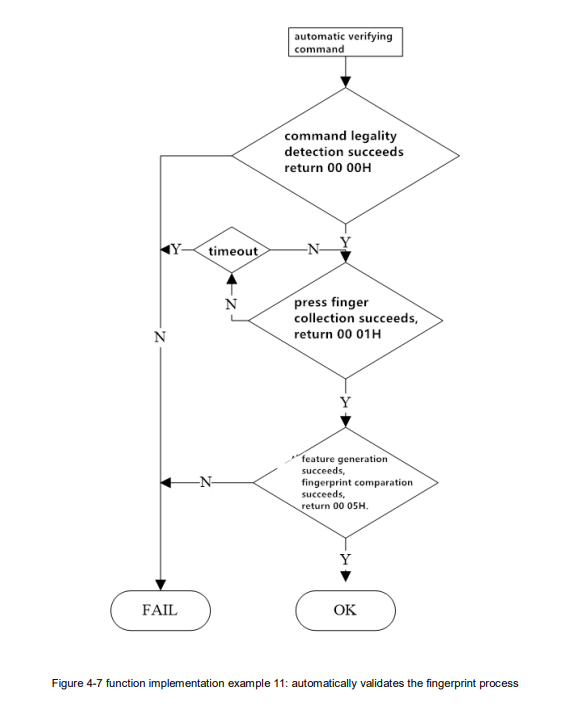 automatic verifying
command
command legality
detection succeeds
return 00 00H
Y
Y
timeout
N
N
press finger
collection succeeds,
return 00 01H
N
Y
feature generation
succeeds,
fingerprint comparation
succeeds,
return 00 05H.
N
Y
FAIL
OK
Figure 4-7 function implementation example 11: automatically validates the fingerprint process